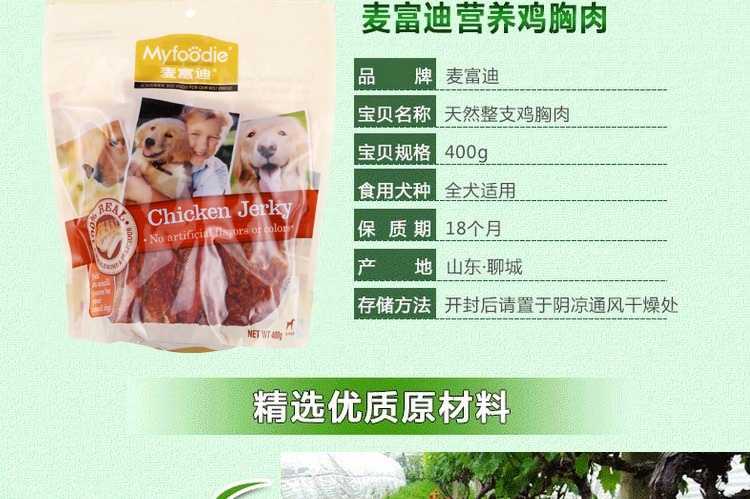 麦富迪营养鸡胸肉
品 牌 麦富迪
宝贝名称 天然整支鸡胸肉
宝贝规格 400g
食用犬种 全犬适用
保 质 期 18个月
产 地 山东·聊城
存储方法 开封后请置于阴凉通风干燥处
Myfoodie
麦富迪
Chicken Jerky
No artificial flavors or colors
100% REAL
NET WT 400g
精选优质原材料